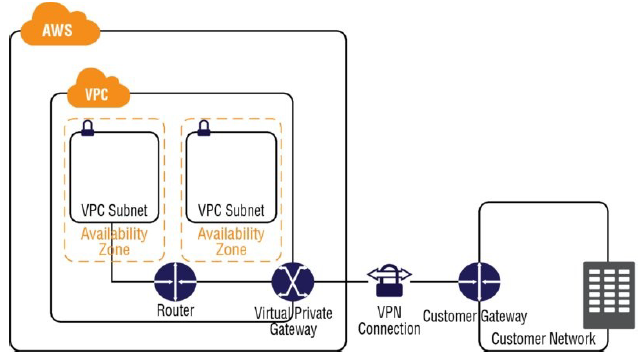 AWS
VPC
VPC Subnet
VPC Subnet
Availability
Zone
Availability
Zone
Router
Virtual Private
Gateway
VPN
Connection
Customer Gateway
Customer Network